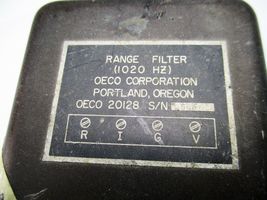 RANGE FILTER
(1020 HZ)
OECO CORPORATION
PORTLAND, OREGON
OECO 20128 S/N
R I G V